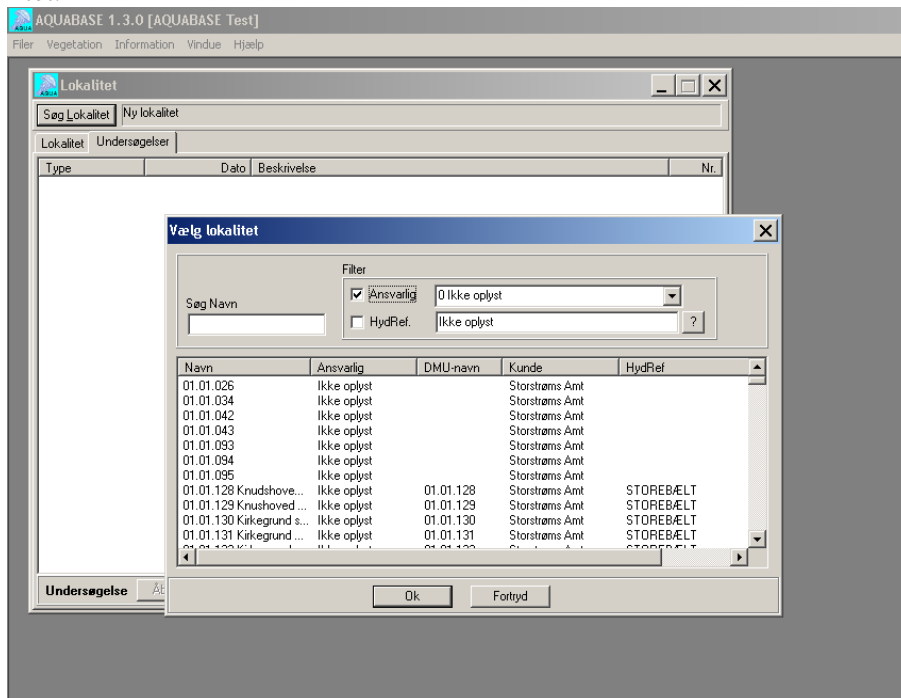 AQUABASE 1.3.0 [AQUABASE Test]
Filer Vegetation Information Vindue Hjælp
AQUA Lokalitet
Søg Lokalitet Ny lokalitet
Lokalitet Undersøgelser
Type Dato Beskrivelse Nr.
Vælg lokalitet
Filter
Søg Navn
Ansvarlig 0 Ikke oplyst
HydRef. Ikke oplyst ?
Navn Ansvarlig DMU-navn Kunde HydRef
01.01.026 Ikke oplyst Storstrøms Amt
01.01.034 Ikke oplyst Storstrøms Amt
01.01.042 Ikke oplyst Storstrøms Amt
01.01.043 Ikke oplyst Storstrøms Amt
01.01.093 Ikke oplyst Storstrøms Amt
01.01.094 Ikke oplyst Storstrøms Amt
01.01.095 Ikke oplyst Storstrøms Amt
01.01.128 Knudshove... Ikke oplyst 01.01.128 Storstrøms Amt STOREBÆLT
01.01.129 Knushoved ... Ikke oplyst 01.01.129 Storstrøms Amt STOREBÆLT
01.01.130 Kirkegrund s... Ikke oplyst 01.01.130 Storstrøms Amt STOREBÆLT
01.01.131 Kirkegrund ... Ikke oplyst 01.01.131 Storstrøms Amt STOREBÆLT
Undersøgelse
Ok Fortryd